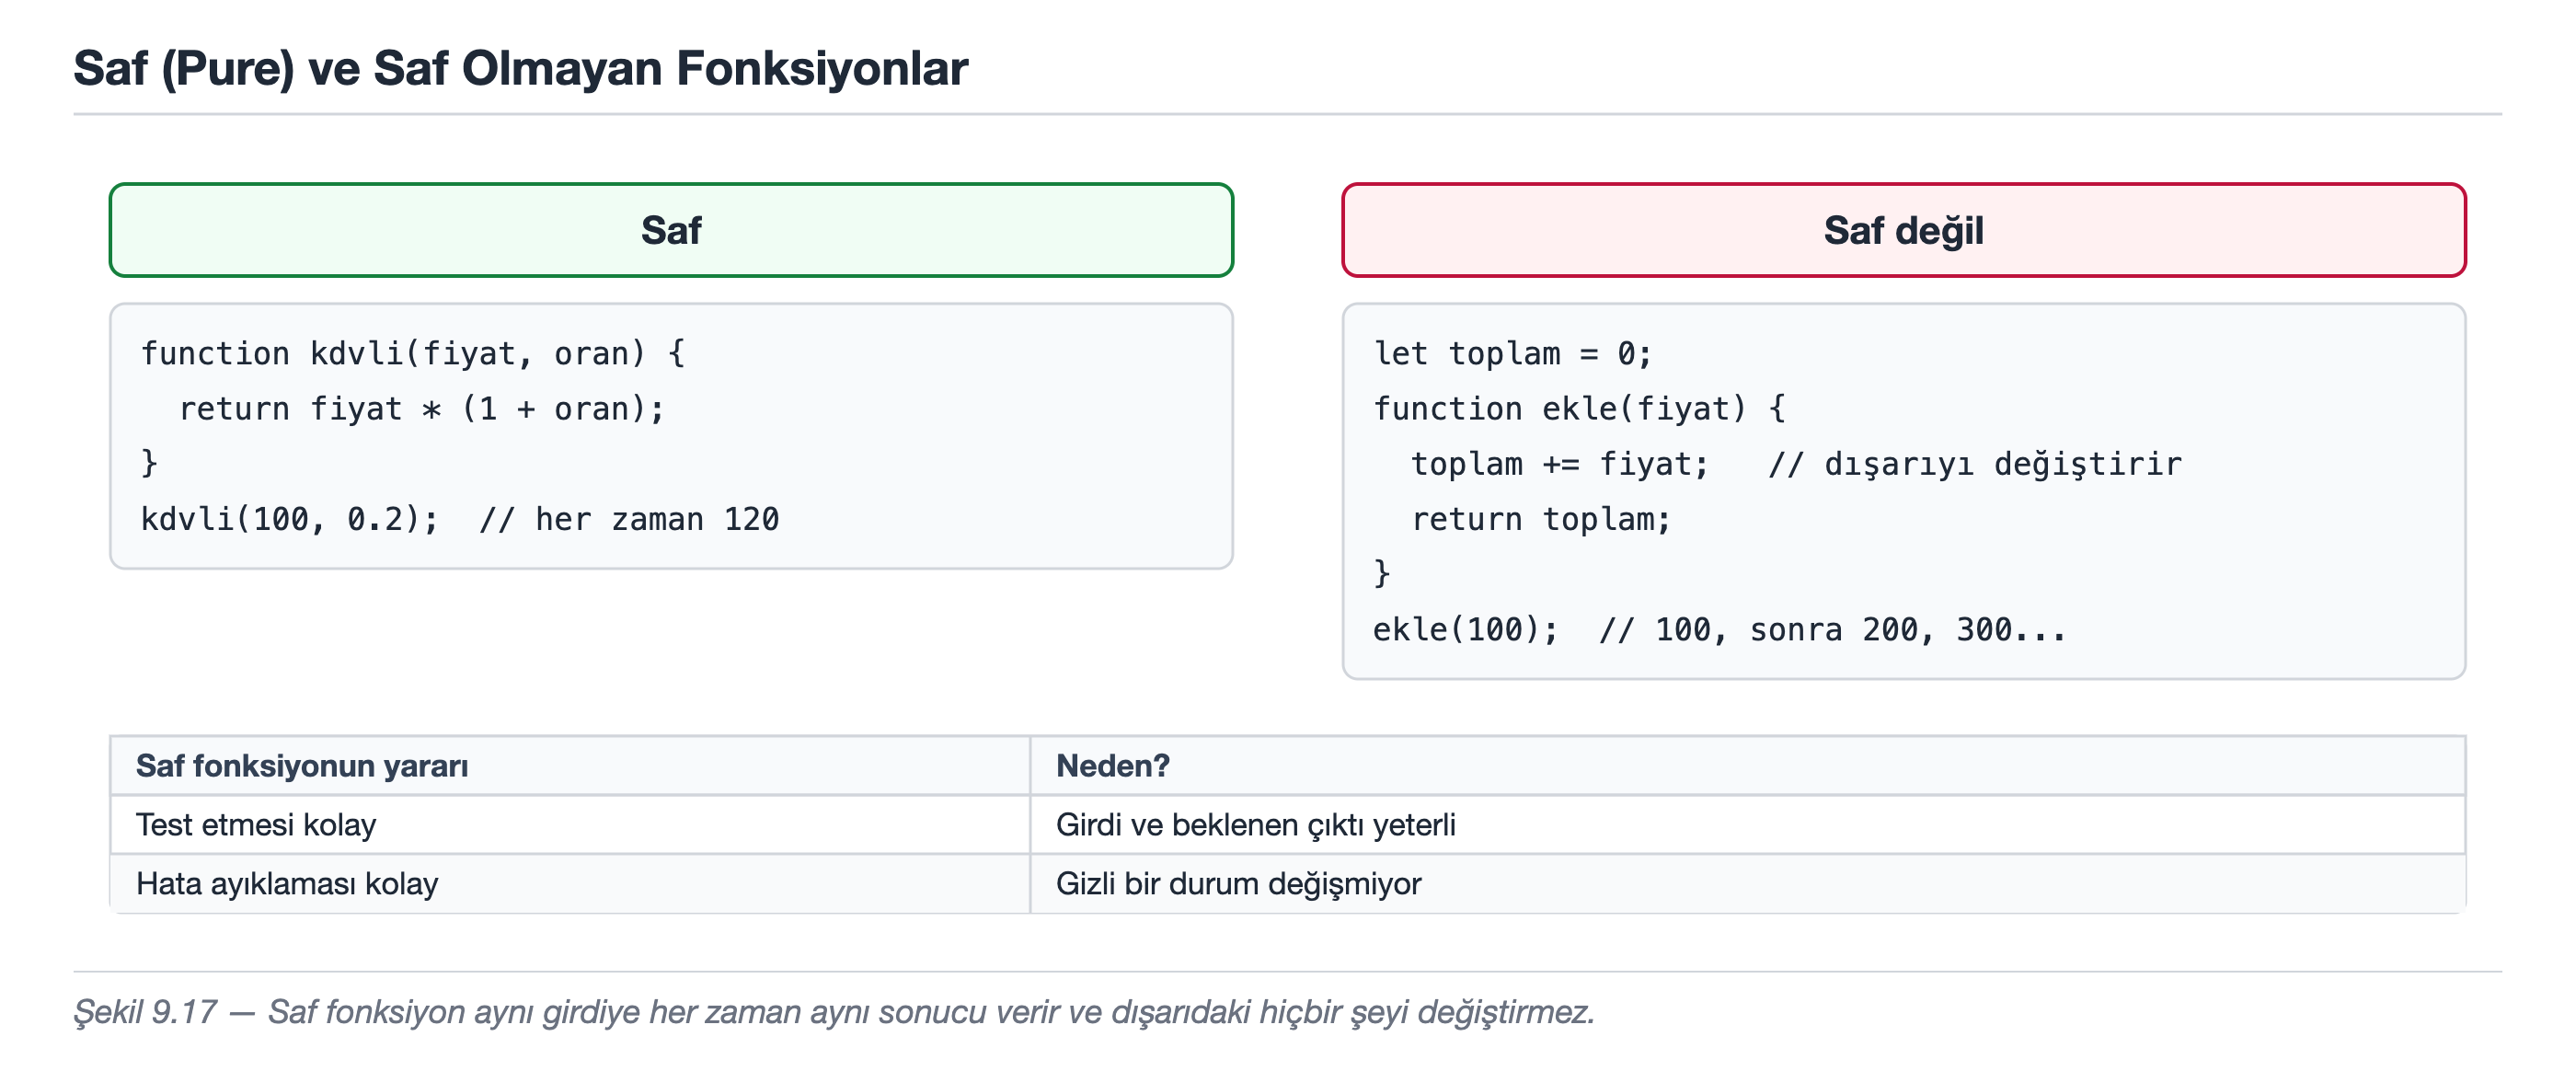 Saf (Pure) ve Saf Olmayan Fonksiyonlar
Saf
function kdvli(fiyat, oran) {
  return fiyat * (1 + oran);
}
kdvli(100, 0.2);  // her zaman 120
Saf değil
let toplam = 0;
function ekle(fiyat) {
  toplam += fiyat;   // dışarıyı değiştirir
  return toplam;
}
ekle(100);  // 100, sonra 200, 300...
Saf fonksiyonun yararı
Neden?
Test etmesi kolay
Girdi ve beklenen çıktı yeterli
Hata ayıklaması kolay
Gizli bir durum değişmiyor
Şekil 9.17 — Saf fonksiyon aynı girdiye her zaman aynı sonucu verir ve dışarıdaki hiçbir şeyi değiştirmez.